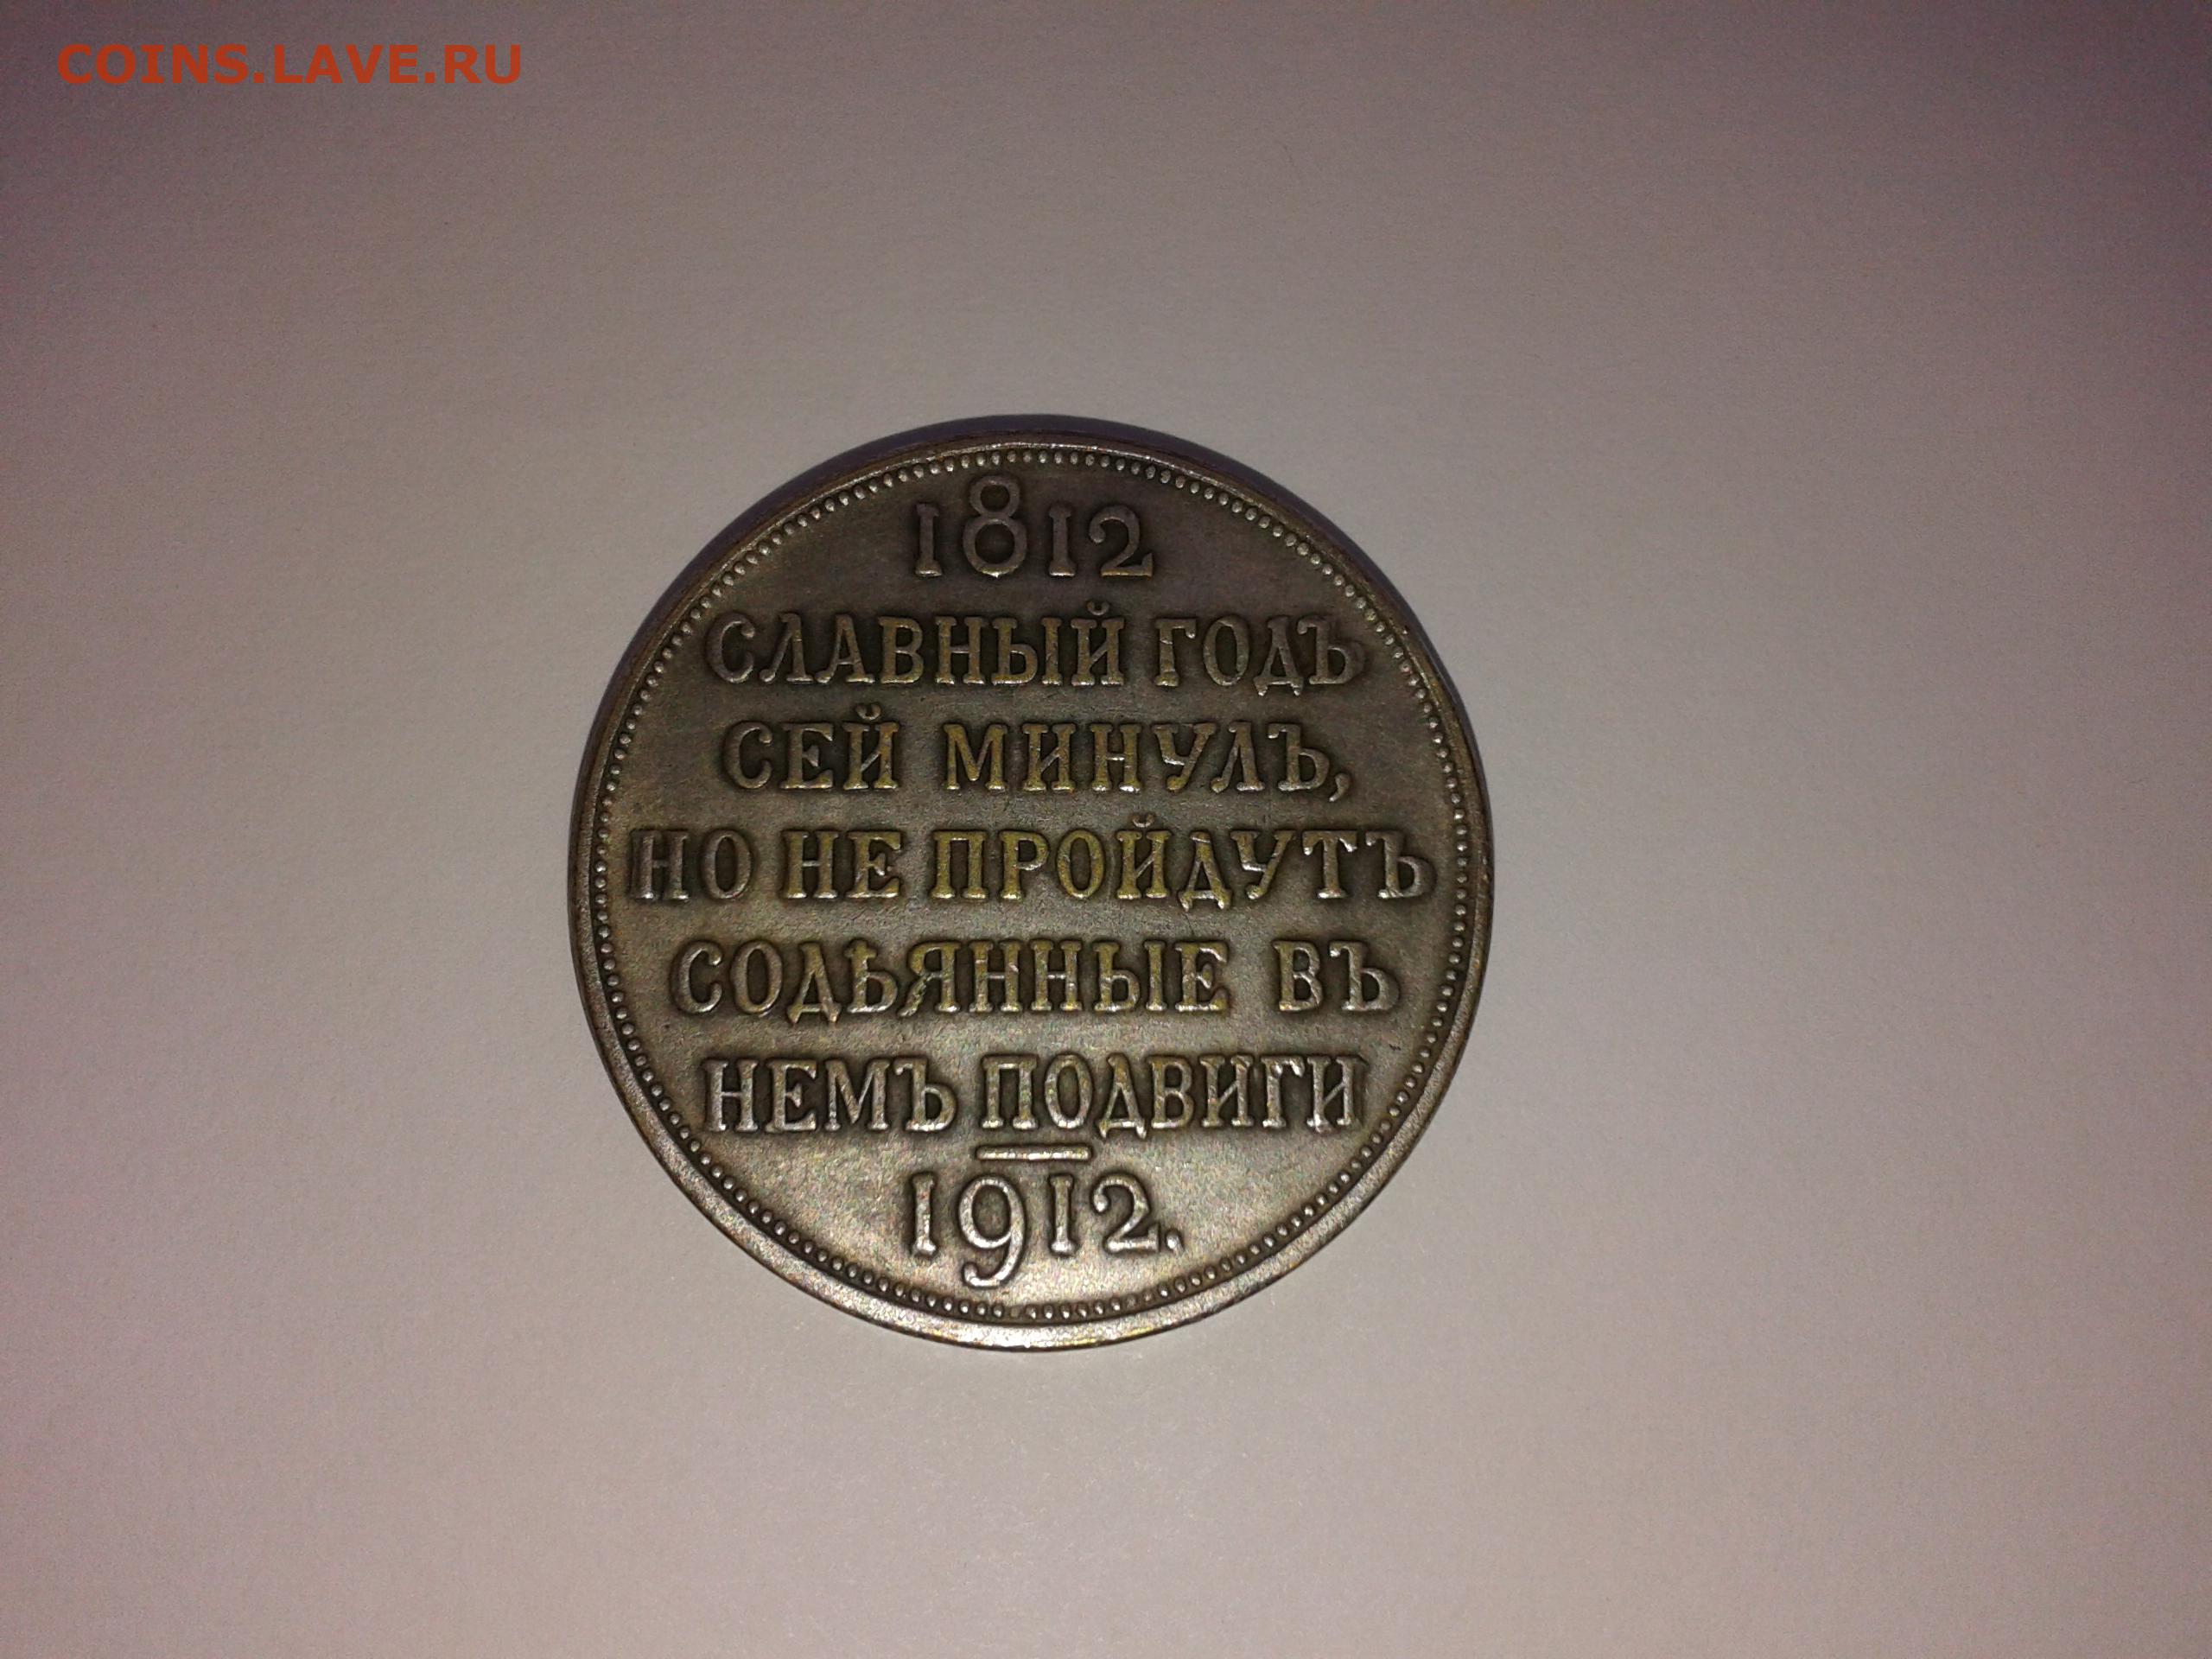 COINS.LAVE.RU
1812
СЛАВНЫЙ ГОДЪ
СЕЙ МИНУЛЪ,
НО НЕ ПРОЙДУТЪ
СОДѢЯННЫЕ ВЪ
НЕМЪ ПОДВИГИ
1912.